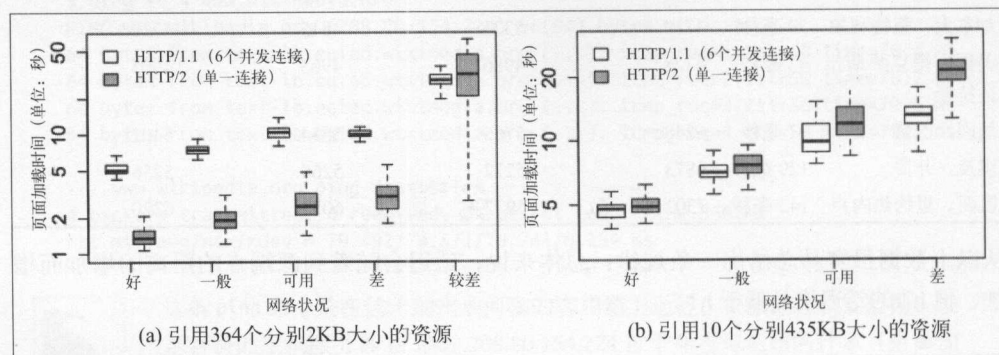 HTTP/1.1 (6个并发连接)
HTTP/2 (单一连接)
页面加载时间 (单位：秒)
50
10
5
2
1
好
一般
可用
差
较差
网络状况
(a) 引用364个分别2KB大小的资源
HTTP/1.1 (6个并发连接)
HTTP/2 (单一连接)
页面加载时间 (单位：秒)
20
10
5
好
一般
可用
差
网络状况
(b) 引用10个分别435KB大小的资源